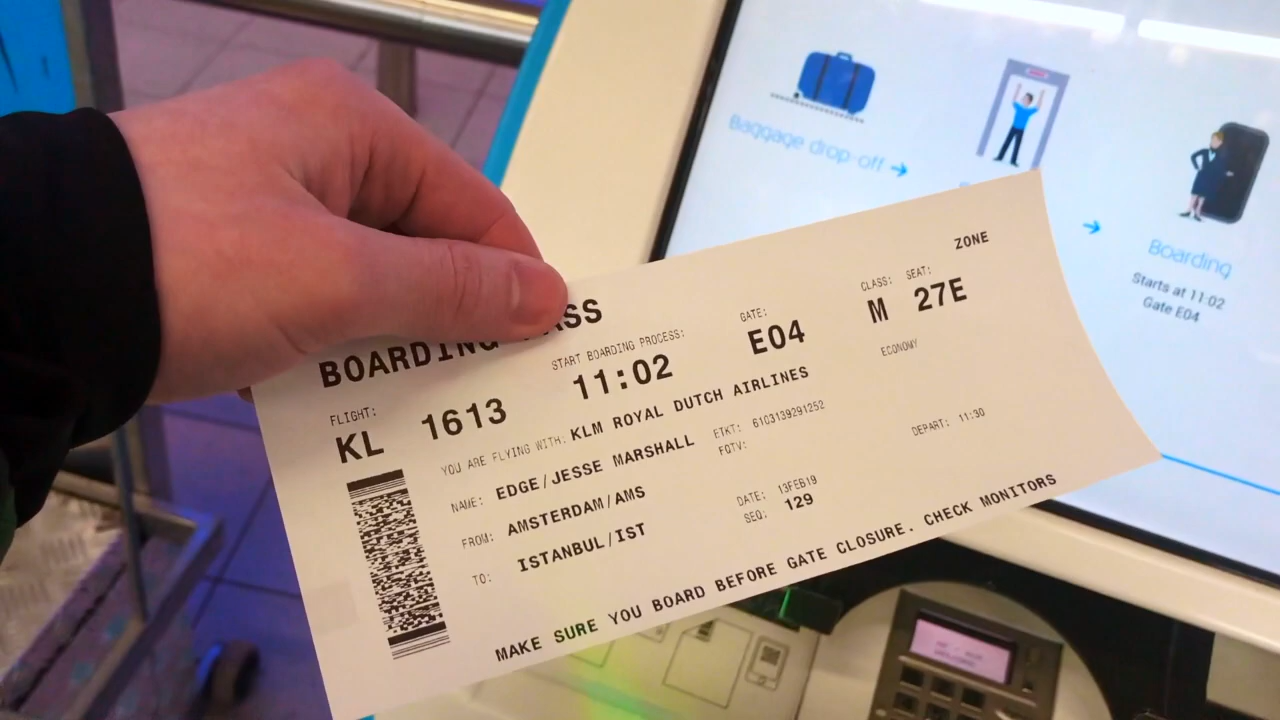 Baggage drop off →
→
Boarding
Starts at 11:02
Gate E04
ZONE
BOARDING PASS
FLIGHT: START BOARDING PROCESS: GATE: CLASS: SEAT:
KL 1613 11:02 E04 M 27E
ECONOMY
YOU ARE FLYING WITH: KLM ROYAL DUTCH AIRLINES
NAME: EDGE/JESSE MARSHALL ETKT: 6103139291252
FQTV:
DEPART: 11:30
FROM: AMSTERDAM/AMS DATE: 13FEB19
TO: ISTANBUL/IST SEQ: 129
MAKE SURE YOU BOARD BEFORE GATE CLOSURE. CHECK MONITORS